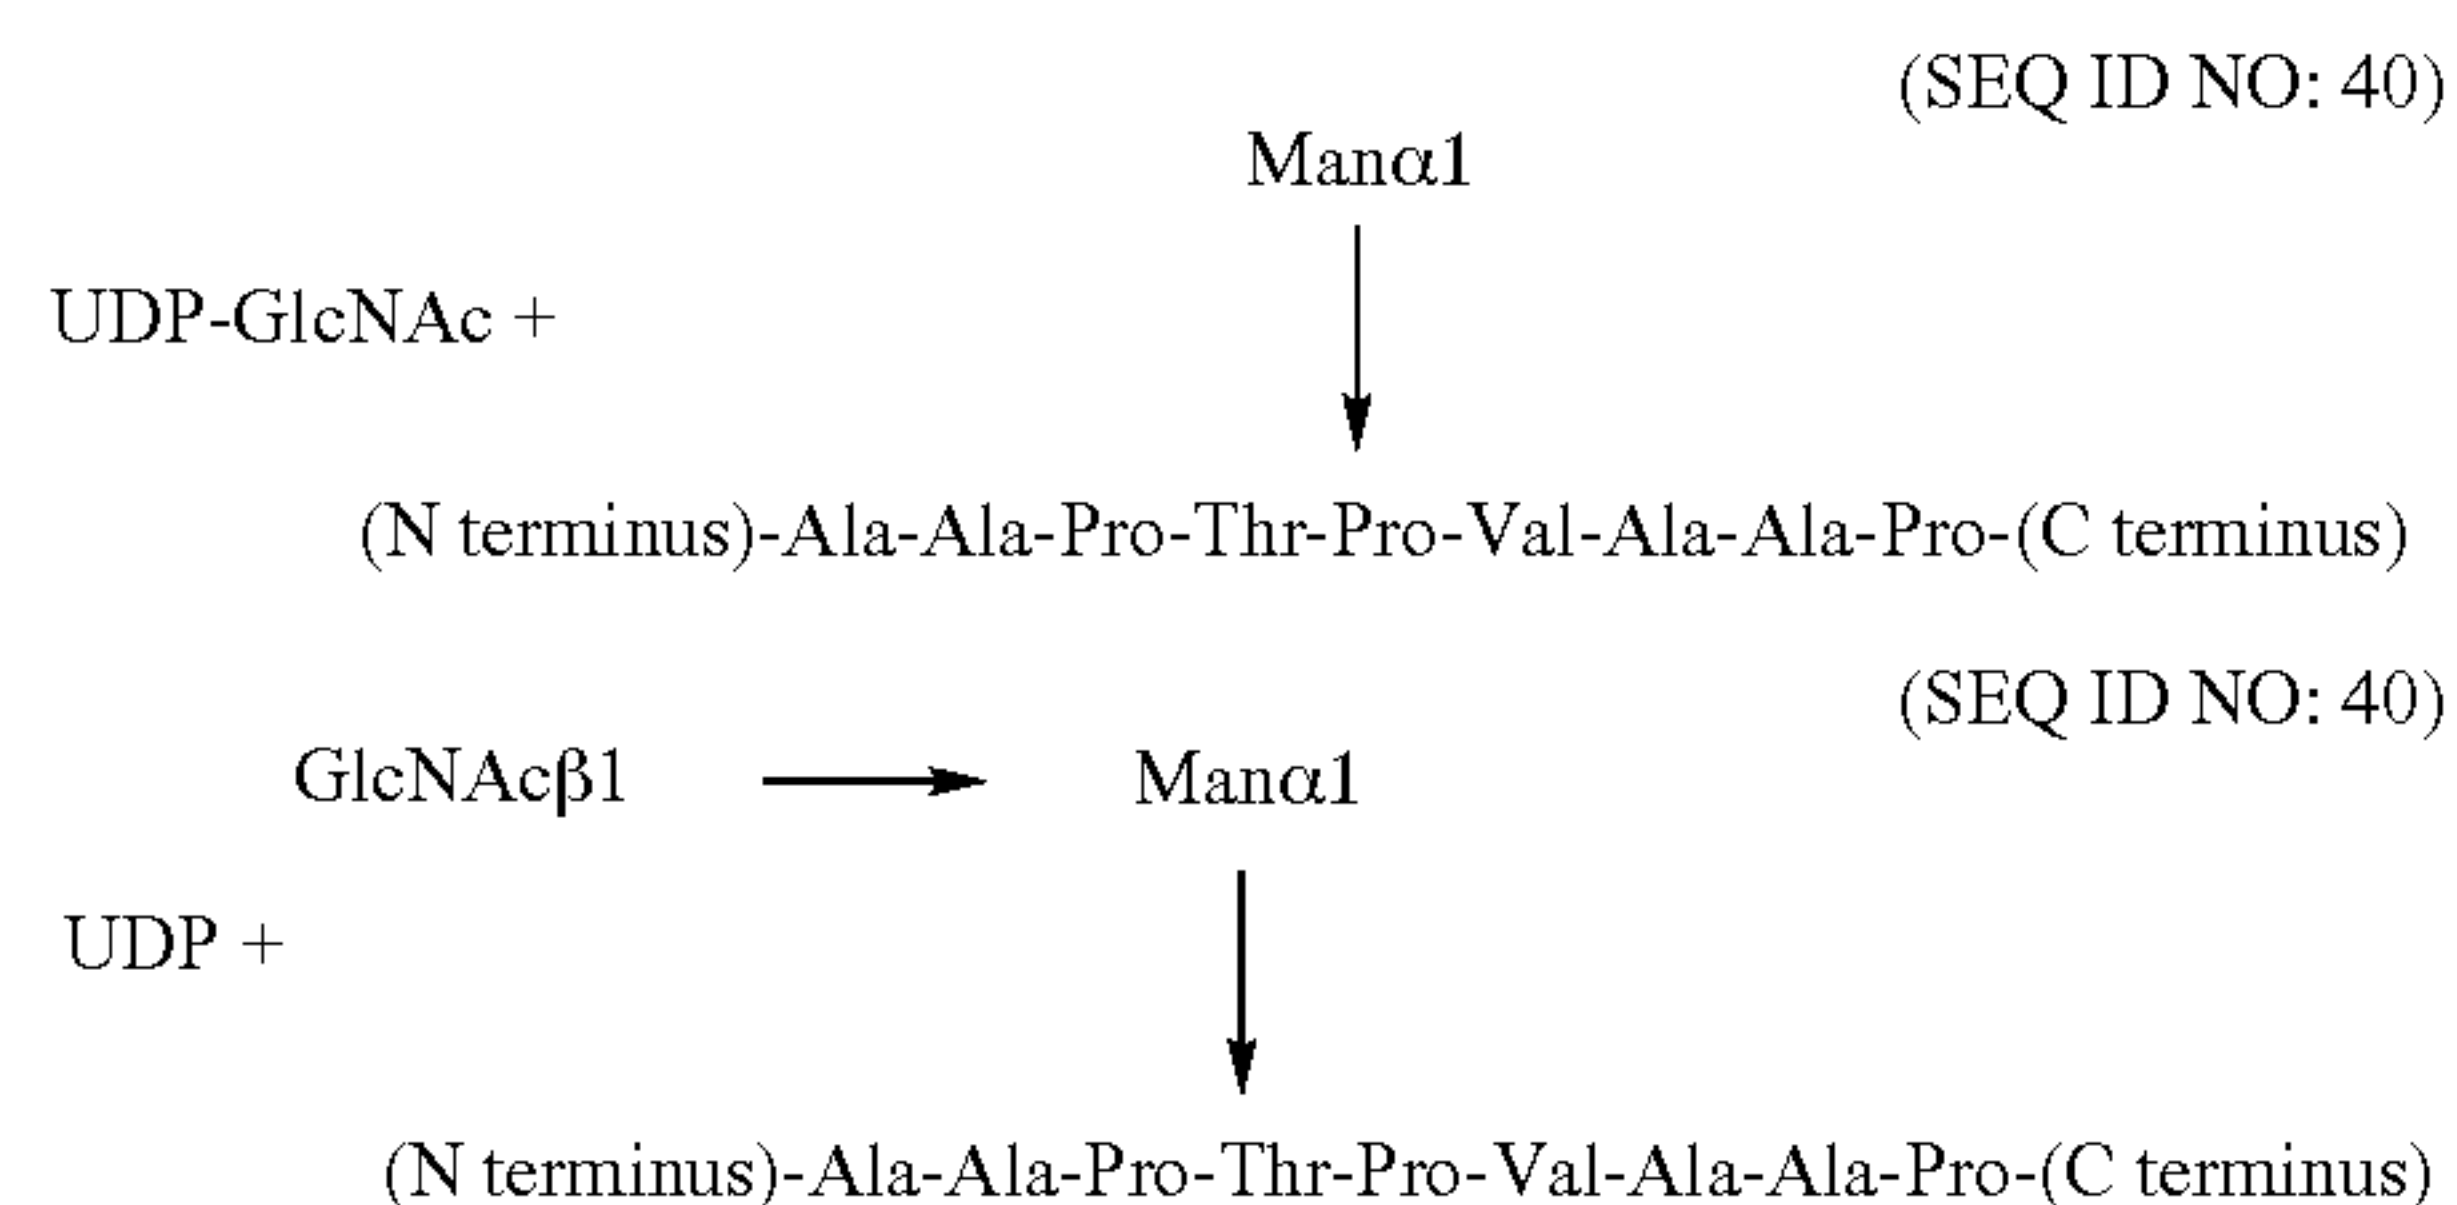 (SEQ ID NO: 40)
Manα1
UDP-GlcNAc +
(N terminus)-Ala-Ala-Pro-Thr-Pro-Val-Ala-Ala-Pro-(C terminus)
(SEQ ID NO: 40)
GlcNAcβ1 Manα1
UDP +
(N terminus)-Ala-Ala-Pro-Thr-Pro-Val-Ala-Ala-Pro-(C terminus)